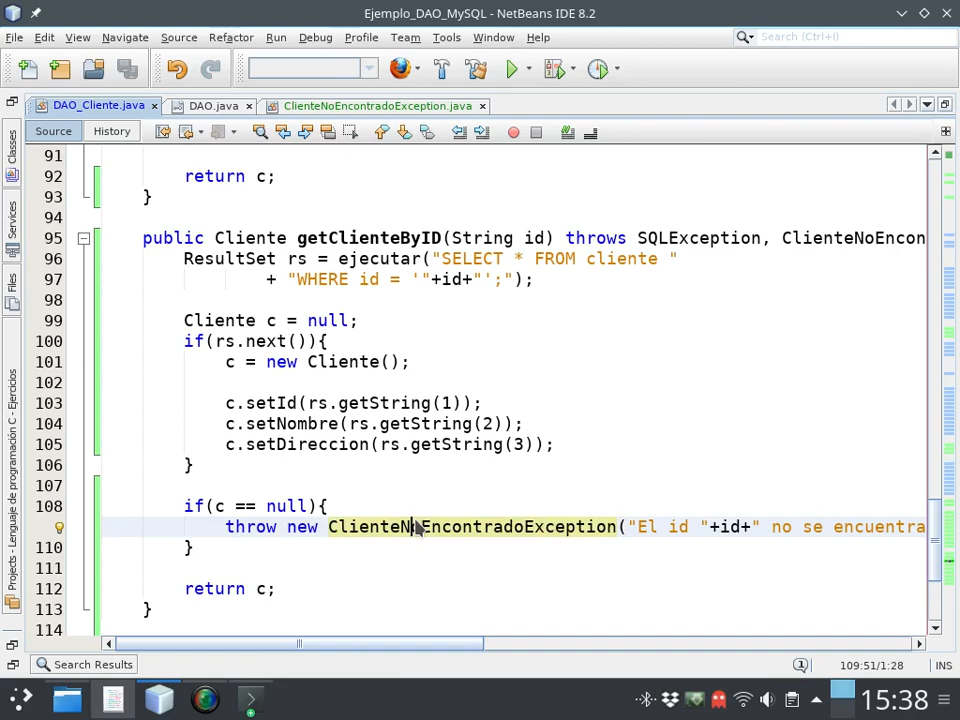 Ejemplo_DAO_MySQL - NetBeans IDE 8.2
File Edit View Navigate Source Refactor Run Debug Profile Team Tools Window Help
Search (Ctrl+I)
DAO_Cliente.java DAO.java ClienteNoEncontradoException.java
Source History
Classes
Services
Files
Projects - Lenguaje de programación C - Ejercicios
91
92 return c;
93 }
94
95 public Cliente getClienteByID(String id) throws SQLException, ClienteNoEncon
96 ResultSet rs = ejecutar("SELECT * FROM cliente "
97 + "WHERE id = '"+id+"';");
98
99 Cliente c = null;
100 if(rs.next()){
101 c = new Cliente();
102
103 c.setId(rs.getString(1));
104 c.setNombre(rs.getString(2));
105 c.setDireccion(rs.getString(3));
106 }
107
108 if(c == null){
throw new ClienteNoEncontradoException("El id "+id+" no se encuentra
110 }
111
112 return c;
113 }
114
Search Results
1
109:51/1:28 INS
15:38